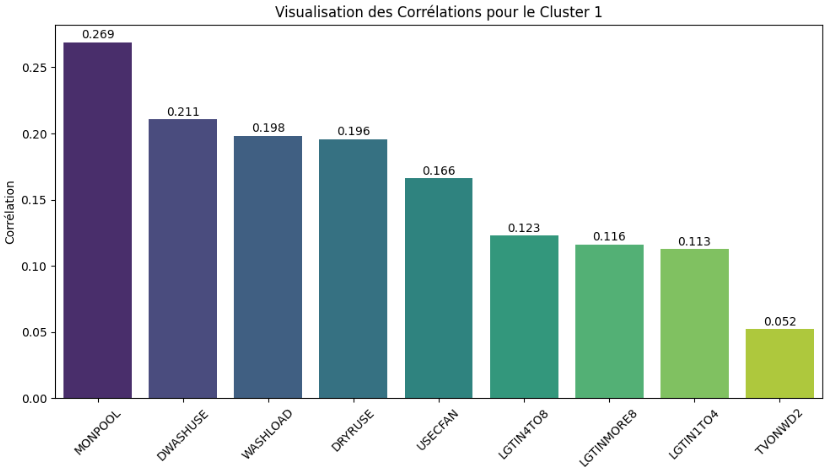 Visualisation des Corrélations pour le Cluster 1
Corrélation
0.25
0.20
0.15
0.10
0.05
0.00
0.269
0.211
0.198
0.196
0.166
0.123
0.116
0.113
0.052
MONPOOL
DWASHUSE
WASHLOAD
DRYRUSE
USECFAN
LGTIN4TO8
LGTINMORE8
LGTIN1TO4
TVONWD2